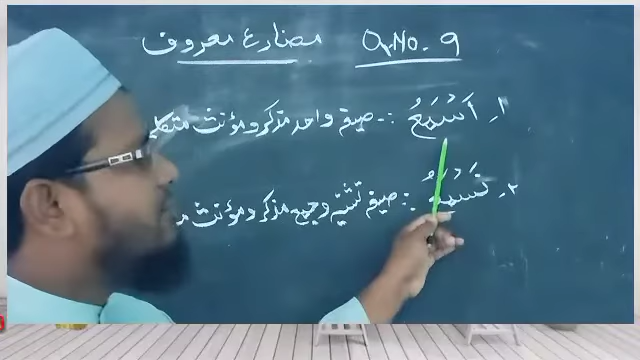 Q.No. 9 مضارع معروف
۱۔ اَسْمَعُ :۔ صیغہ واحد مذکر و مؤنث متکلم
۲۔ نَسْمَعُ :۔ صیغہ تثنیہ و جمع مذکر و مؤنث